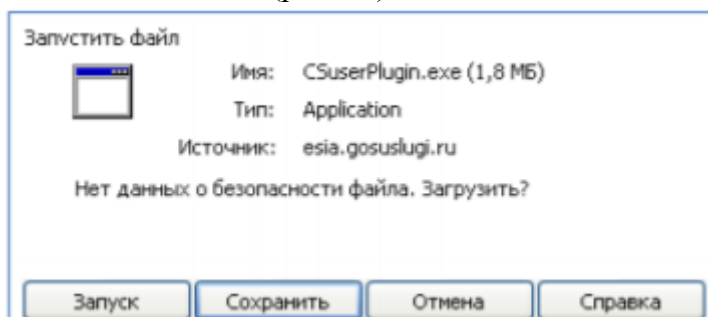 Запустить файл
Имя: CSuserPlugin.exe (1,8 МБ)
Тип: Application
Источник: esia.gosuslugi.ru
Нет данных о безопасности файла. Загрузить?
Запуск Сохранить Отмена Справка